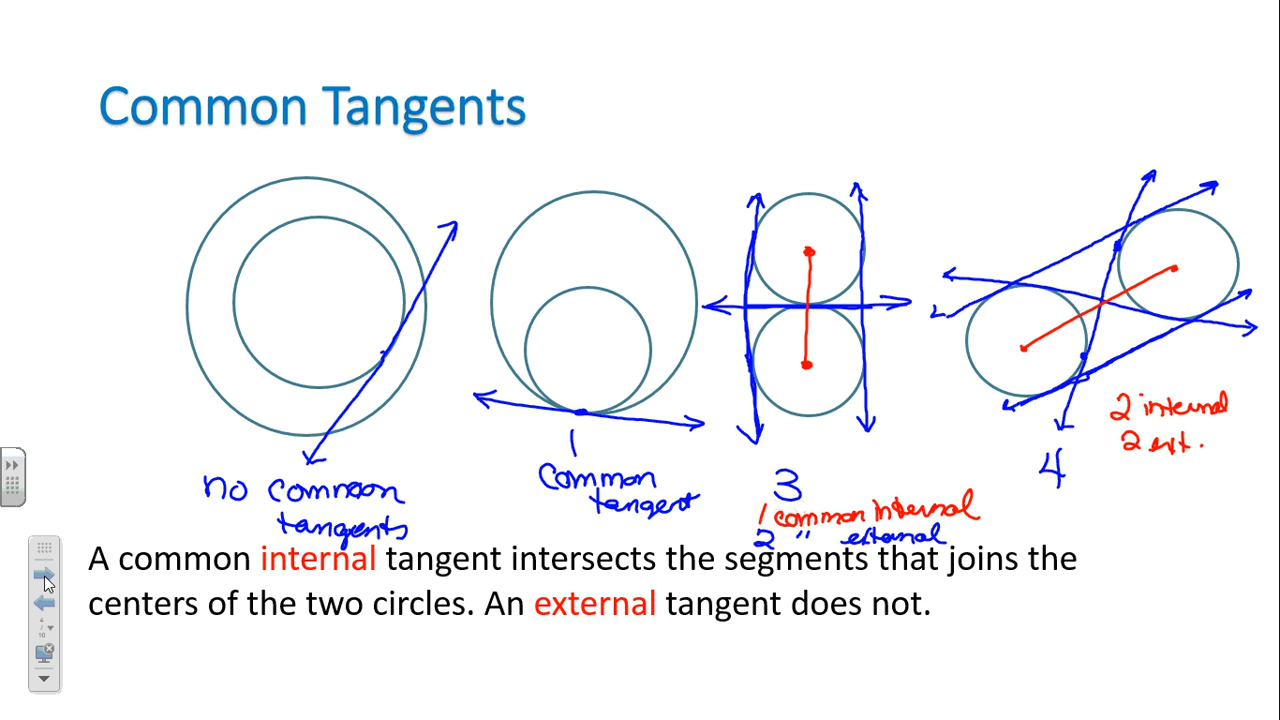 Common Tangents
no common
tangents
1
Common
tangent
3
1 common internal
2 " external
4
2 internal
2 ext.
A common internal tangent intersects the segments that joins the
centers of the two circles. An external tangent does not.
4
/
10